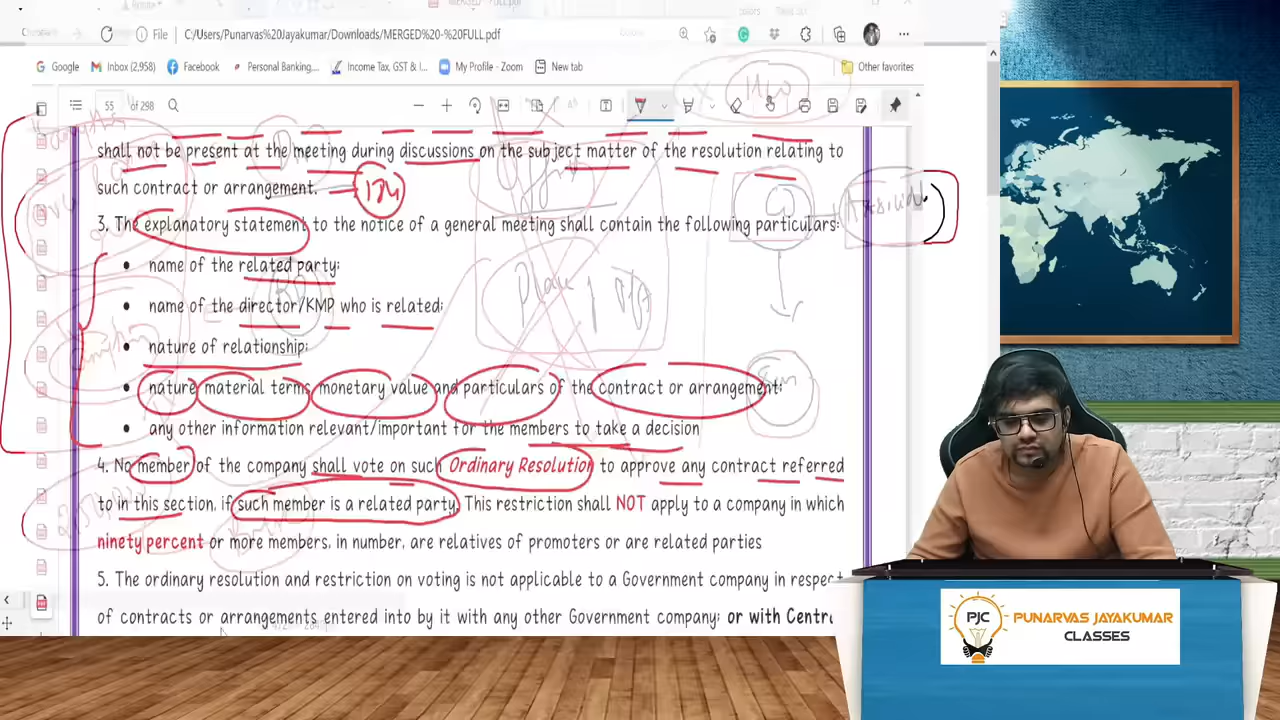 File C:/Users/Punarvas%20Jayakumar/Downloads/MERGED%20-%20FULL.pdf
Google Inbox (2,958) Facebook Personal Banking... Income Tax, GST & I... My Profile - Zoom New tab Other favorites
55 of 298
shall not be present at the meeting during discussions on the subject matter of the resolution relating to
such contract or arrangement. 184
3. The explanatory statement to the notice of a general meeting shall contain the following particulars:
• name of the related party;
• name of the director/KMP who is related;
• nature of relationship;
• nature material terms monetary value and particulars of the contract or arrangement;
• any other information relevant/important for the members to take a decision
4. No member of the company shall vote on such Ordinary Resolution to approve any contract referred
to in this section, if such member is a related party. This restriction shall NOT apply to a company in which
ninety percent or more members, in number, are relatives of promoters or are related parties
5. The ordinary resolution and restriction on voting is not applicable to a Government company in respect
of contracts or arrangements entered into by it with any other Government company; or with Centr
PJC PUNARVAS JAYAKUMAR
CLASSES